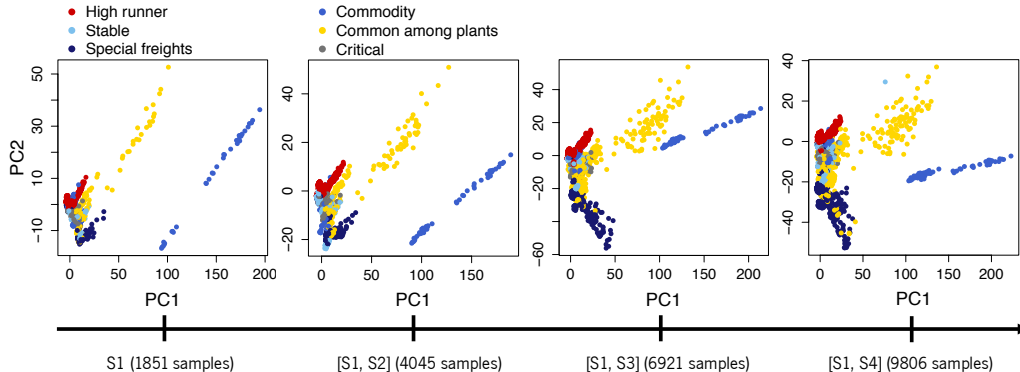 High runner
Stable
Special freights
Commodity
Common among plants
Critical
PC2
50
30
10
−10
0 50 100 150 200
PC1
40
20
0
−20
0 50 100 150
PC1
40
20
0
−20
−40
−60
0 50 100 150 200
PC1
40
20
0
−20
−40
0 50 100 150 200
PC1
S1 (1851 samples)
[S1, S2] (4045 samples)
[S1, S3] (6921 samples)
[S1, S4] (9806 samples)